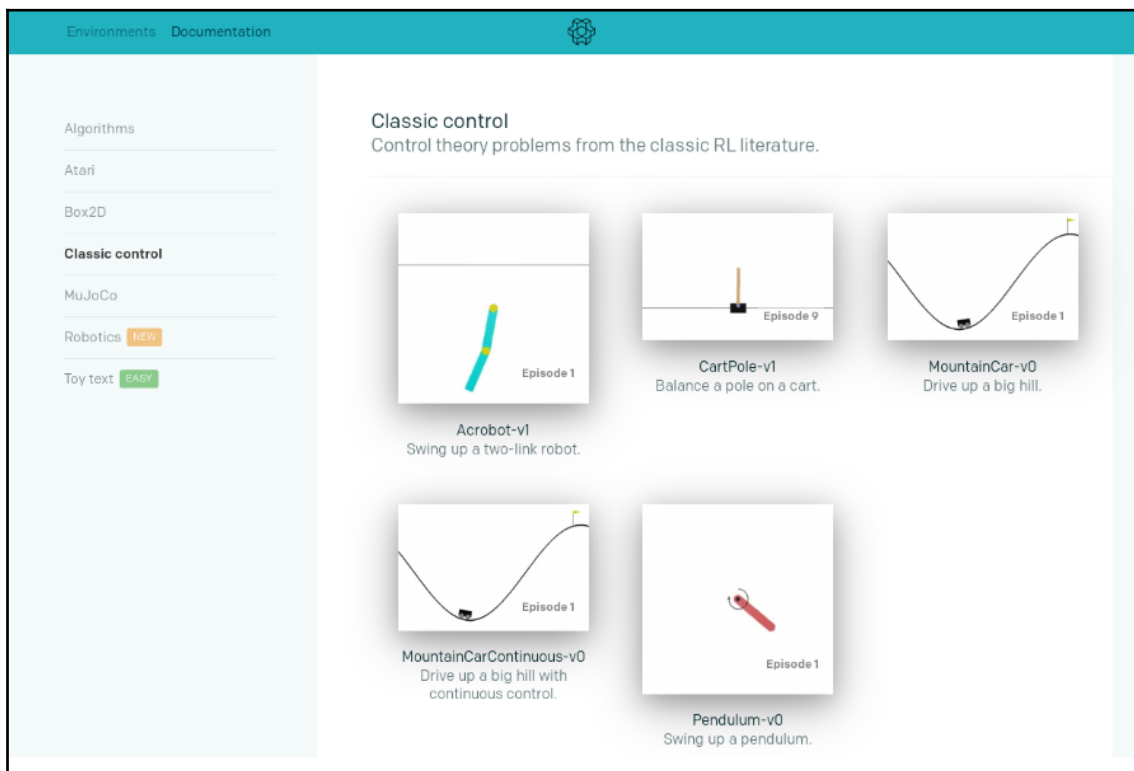 Environments Documentation
Algorithms
Atari
Box2D
Classic control
MuJoCo
Robotics NEW
Toy text EASY
Classic control
Control theory problems from the classic RL literature.
Episode 1
Acrobot-v1
Swing up a two-link robot.
Episode 9
CartPole-v1
Balance a pole on a cart.
Episode 1
MountainCar-v0
Drive up a big hill.
Episode 1
MountainCarContinuous-v0
Drive up a big hill with
continuous control.
Episode 1
Pendulum-v0
Swing up a pendulum.